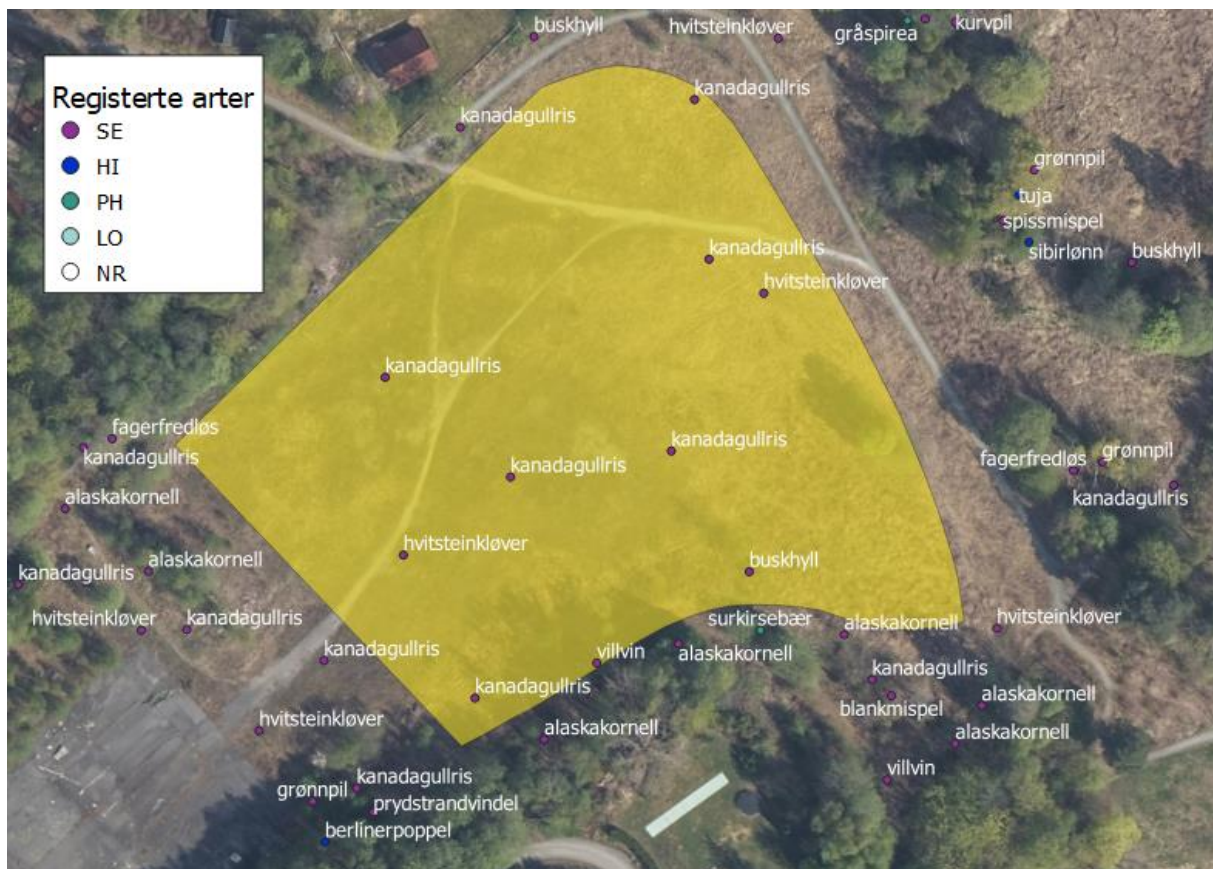 buskhyll
hvitsteinkløver
gråspirea
kurvpil
Registerte arter
SE
HI
PH
LO
NR
kanadagullris
kanadagullris
grønnpil
tuja
spissmispel
sibirlønn
buskhyll
kanadagullris
hvitsteinkløver
kanadagullris
fagerfredløs
kanadagullris
kanadagullris
kanadagullris
fagerfredløs
grønnpil
kanadagullris
alaskakornell
hvitsteinkløver
buskhyll
alaskakornell
kanadagullris
hvitsteinkløver
kanadagullris
surkirsebær
alaskakornell
hvitsteinkløver
kanadagullris
villvin
alaskakornell
kanadagullris
kanadagullris
blankmispel
alaskakornell
hvitsteinkløver
alaskakornell
alaskakornell
villvin
kanadagullris
grønnpil
prydstrandvindel
berlinerpoppel